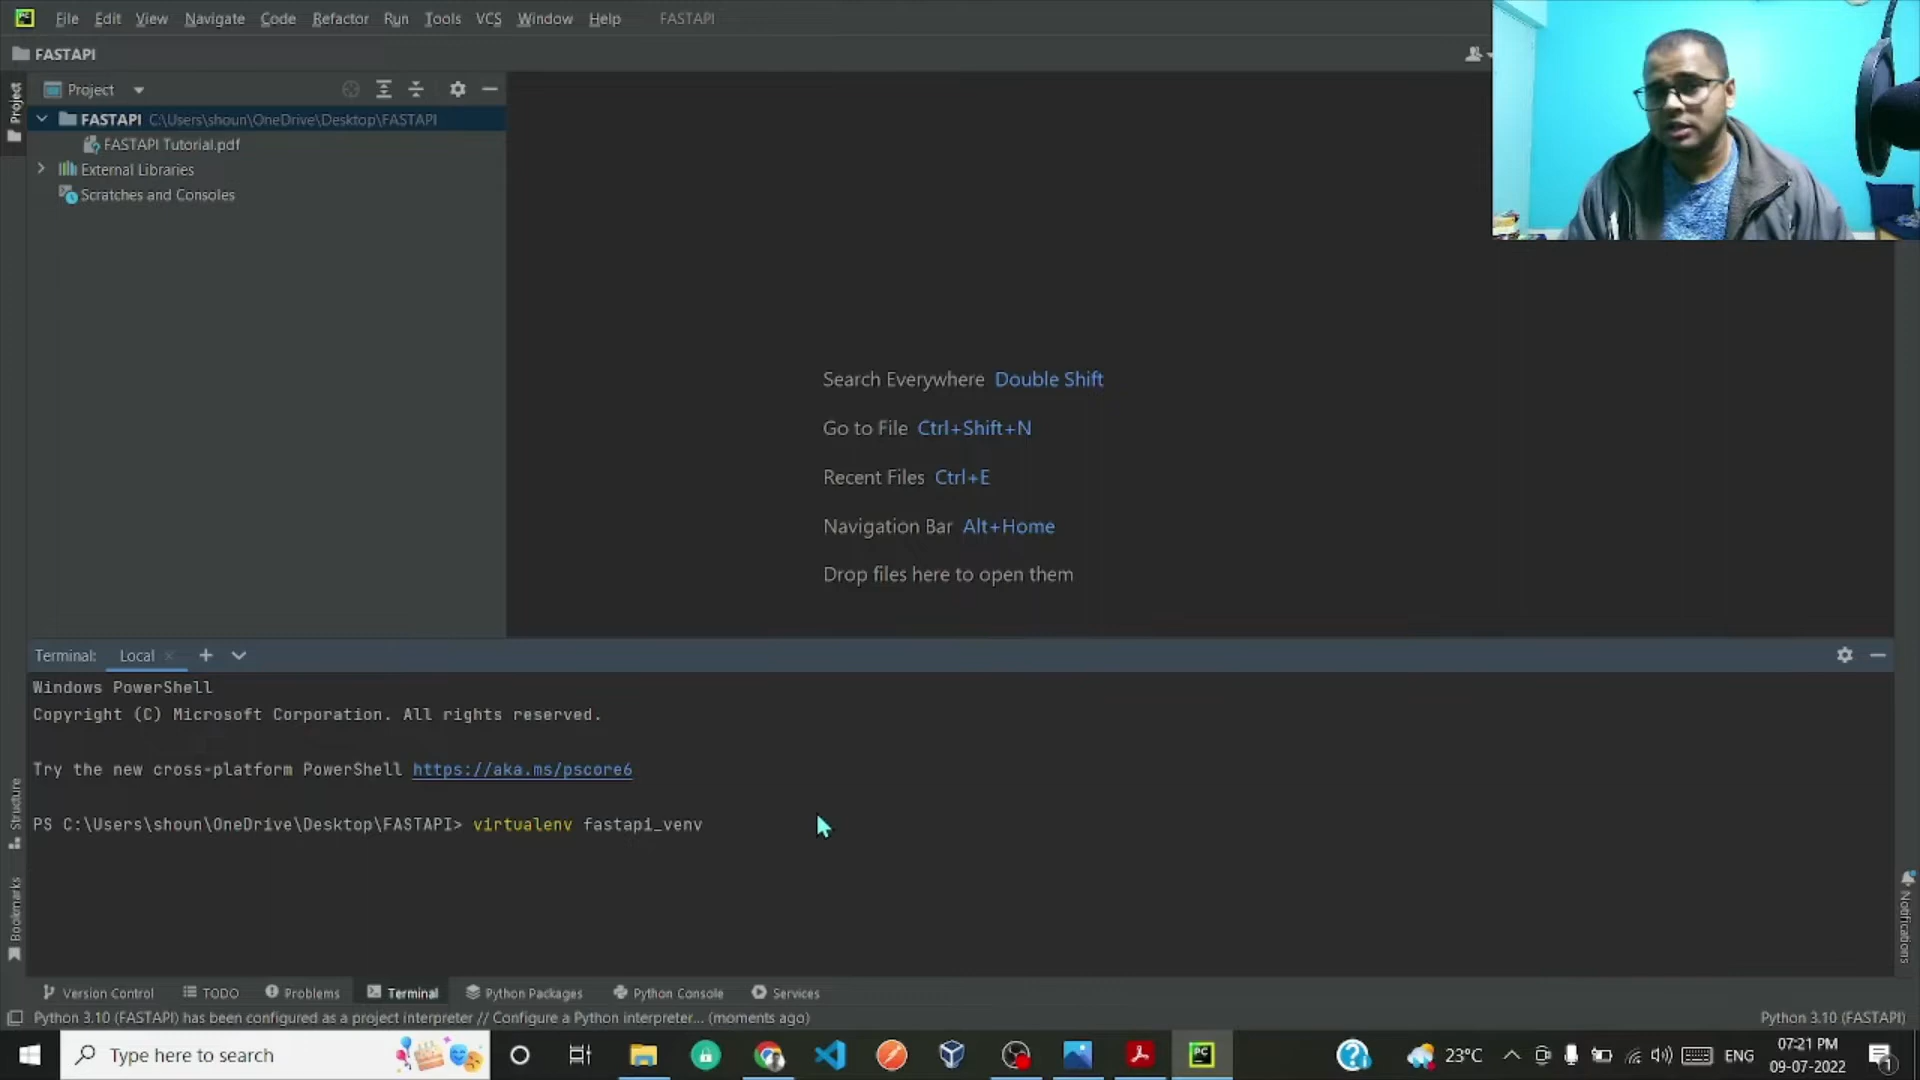 File Edit View Navigate Code Refactor Run Tools VCS Window Help FASTAPI
FASTAPI
Project
Project
FASTAPI C:\Users\shoun\OneDrive\Desktop\FASTAPI
FASTAPI Tutorial.pdf
External Libraries
Scratches and Consoles
Search Everywhere Double Shift
Go to File Ctrl+Shift+N
Recent Files Ctrl+E
Navigation Bar Alt+Home
Drop files here to open them
Terminal: Local
Windows PowerShell
Copyright (C) Microsoft Corporation. All rights reserved.
Try the new cross-platform PowerShell https://aka.ms/pscore6
PS C:\Users\shoun\OneDrive\Desktop\FASTAPI> virtualenv fastapi_venv
Structure
Bookmarks
Notifications
Version Control TODO Problems Terminal Python Packages Python Console Services
Python 3.10 (FASTAPI) has been configured as a project interpreter // Configure a Python interpreter... (moments ago) Python 3.10 (FASTAPI)
Type here to search
PC
23°C
ENG
07:21 PM
09-07-2022
1